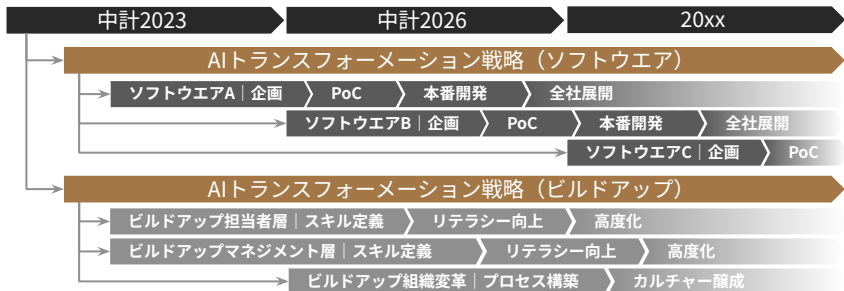 中計2023 中計2026 20xx
AIトランスフォーメーション戦略（ソフトウエア）
ソフトウエアA｜企画 PoC 本番開発 全社展開
ソフトウエアB｜企画 PoC 本番開発 全社展開
ソフトウエアC｜企画 PoC
AIトランスフォーメーション戦略（ビルドアップ）
ビルドアップ担当者層｜スキル定義 リテラシー向上 高度化
ビルドアップマネジメント層｜スキル定義 リテラシー向上 高度化
ビルドアップ組織変革｜プロセス構築 カルチャー醸成